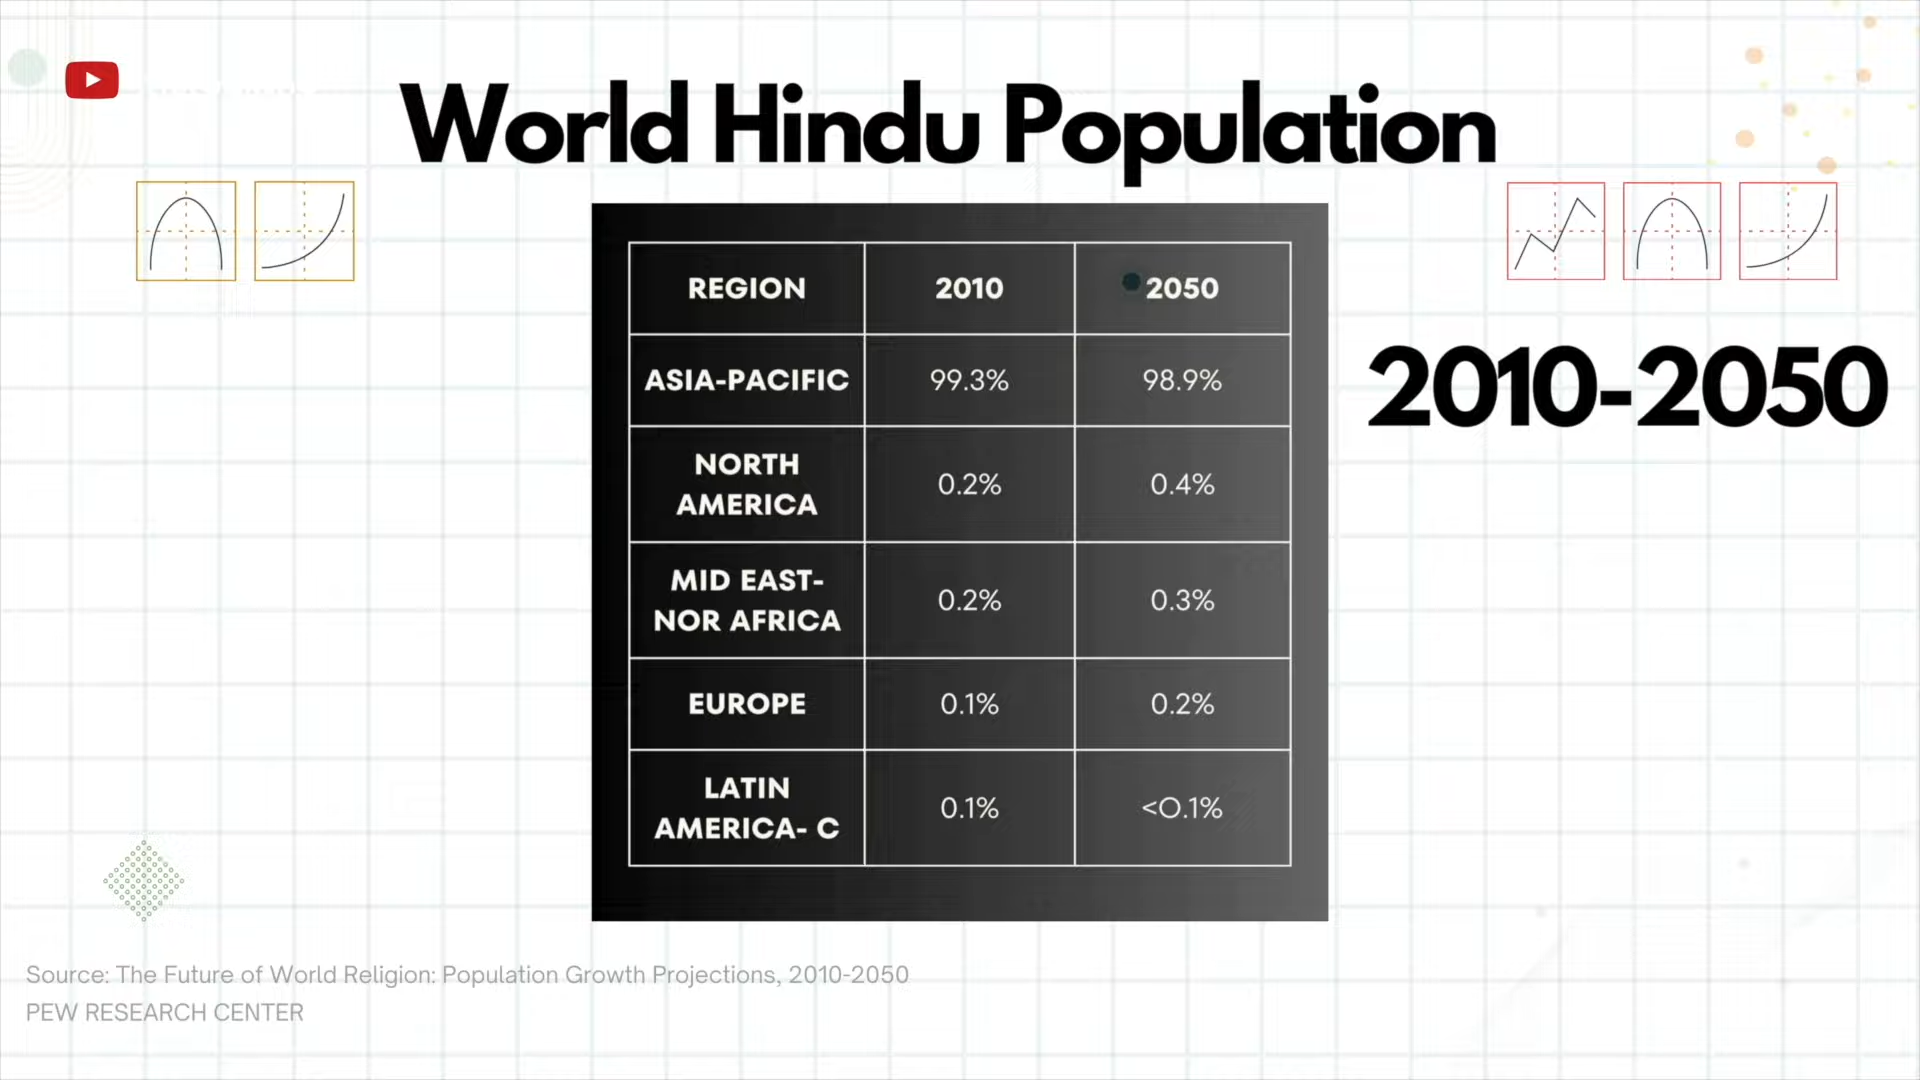 World Hindu Population
REGION 2010 2050
ASIA-PACIFIC 99.3% 98.9%
2010-2050
NORTH
AMERICA 0.2% 0.4%
MID EAST-
NOR AFRICA 0.2% 0.3%
EUROPE 0.1% 0.2%
LATIN
AMERICA- C 0.1% <0.1%
Source: The Future of World Religion: Population Growth Projections, 2010-2050
PEW RESEARCH CENTER